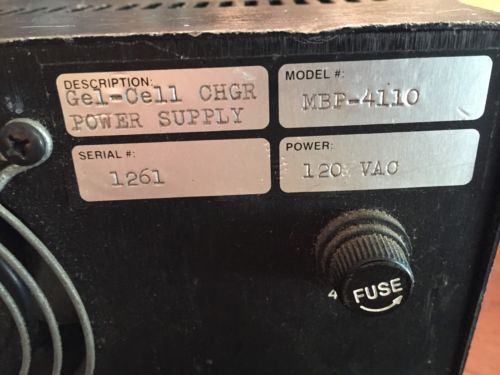 DESCRIPTION:
Gel-Cell CHGR
POWER SUPPLY
MODEL #:
MBP-4110
SERIAL #:
1261
POWER:
120 VAC
4
FUSE